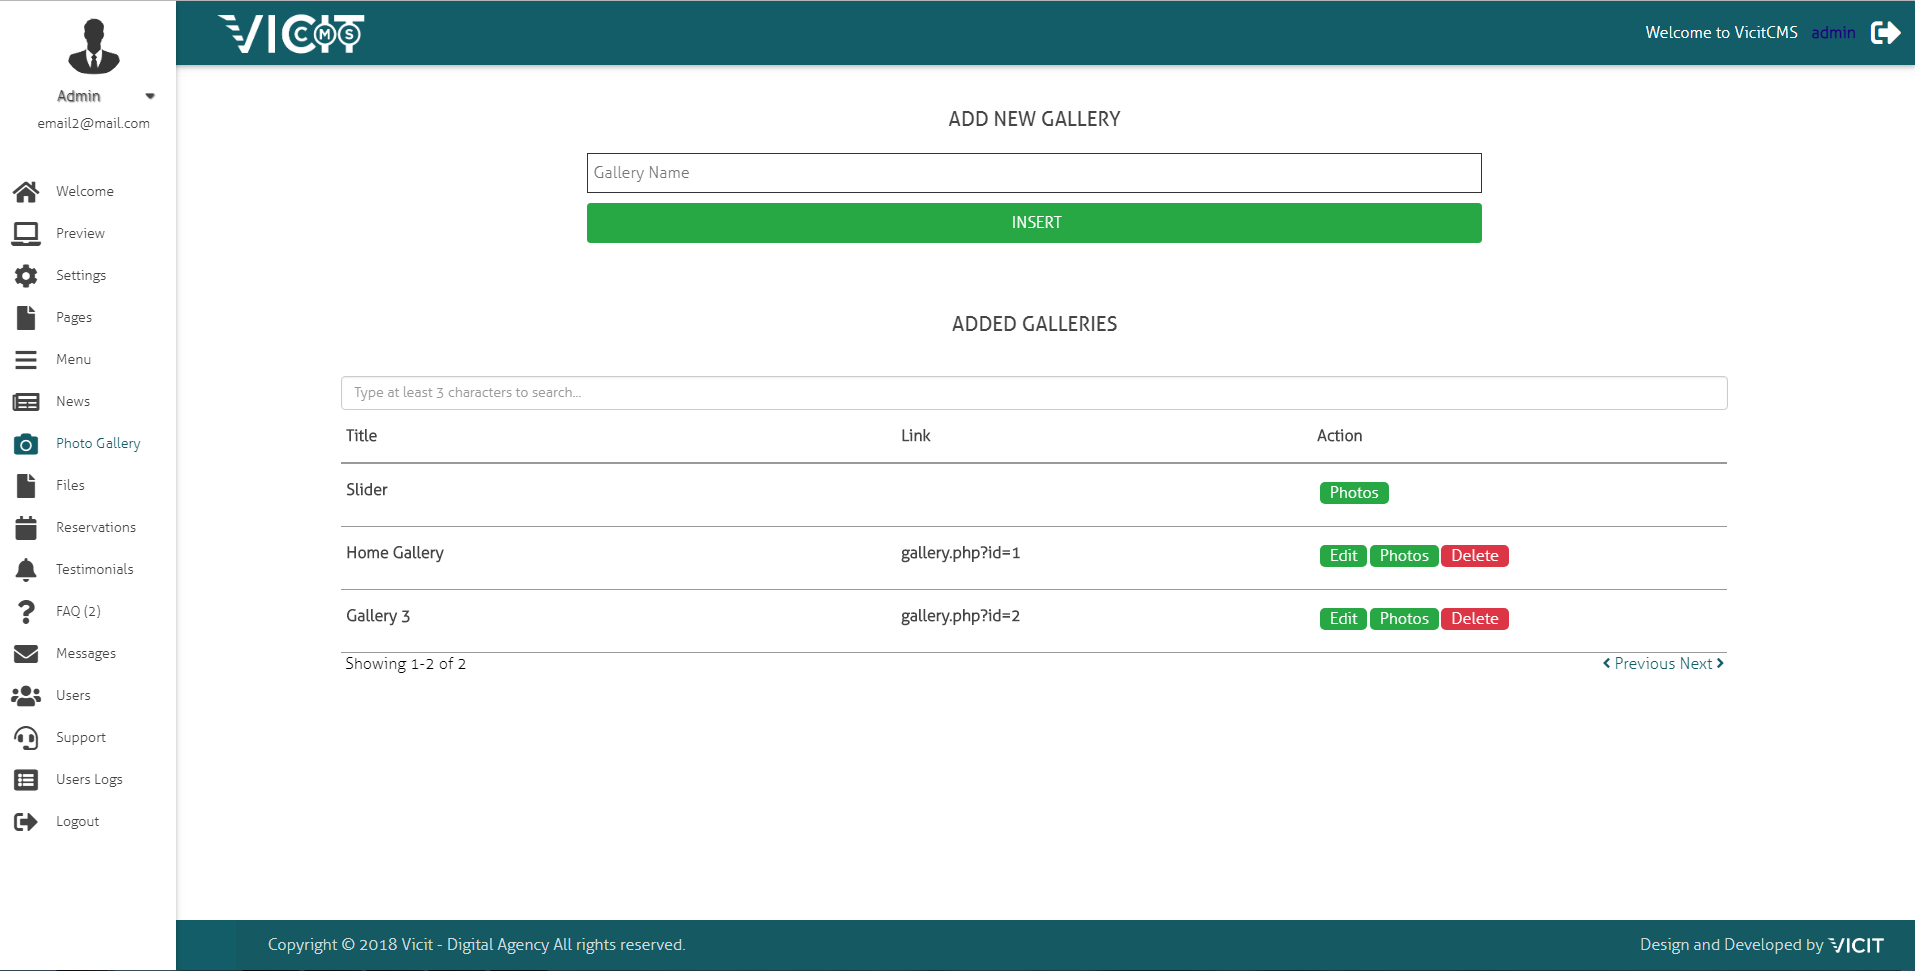 Admin
email2@mail.com
Welcome
Preview
Settings
Pages
Menu
News
Photo Gallery
Files
Reservations
Testimonials
FAQ (2)
Messages
Users
Support
Users Logs
Logout
VICIT CMS
Welcome to VicitCMS admin
ADD NEW GALLERY
Gallery Name
INSERT
ADDED GALLERIES
Type at least 3 characters to search...
Title Link Action
Slider Photos
Home Gallery gallery.php?id=1 Edit Photos Delete
Gallery 3 gallery.php?id=2 Edit Photos Delete
Showing 1-2 of 2 Previous Next
Copyright © 2018 Vicit - Digital Agency All rights reserved. Design and Developed by VICIT